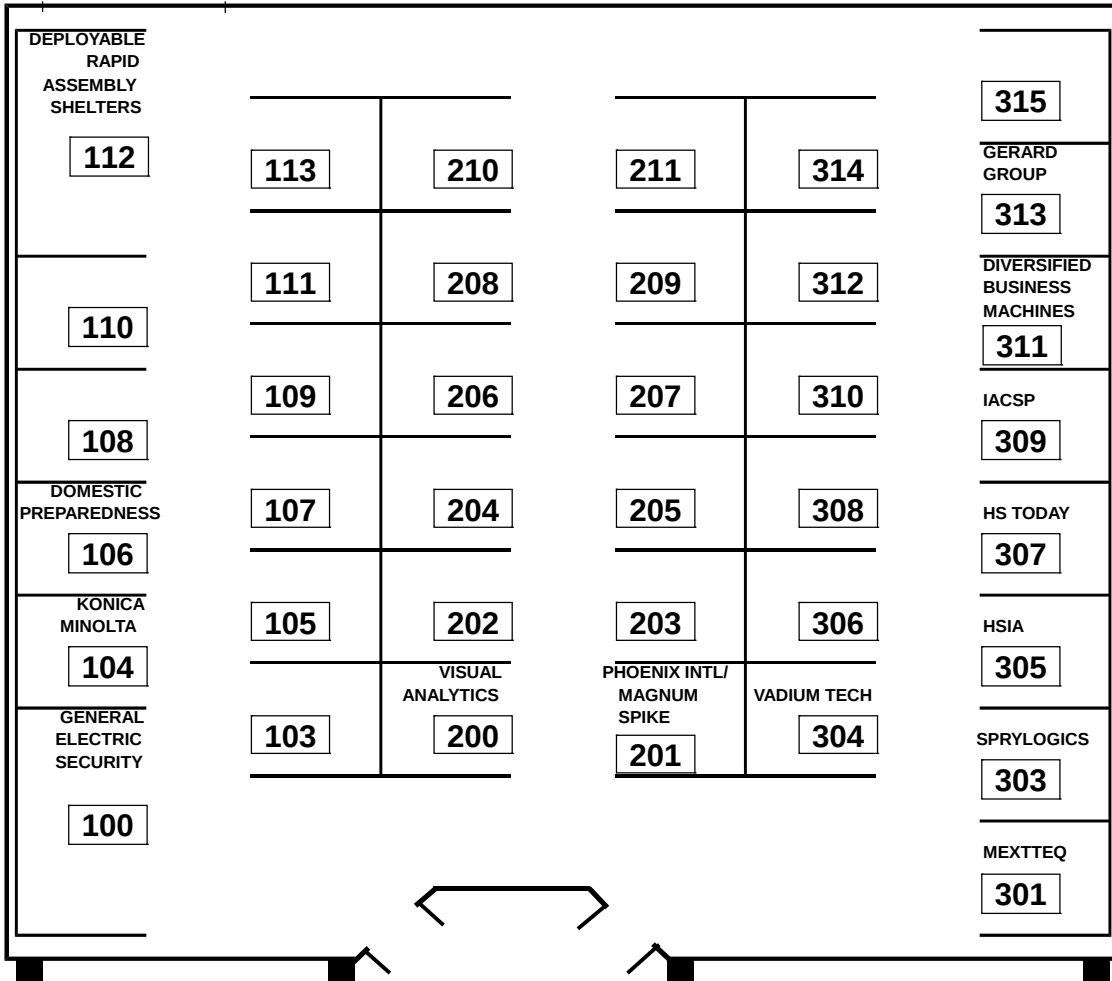 DEPLOYABLE
RAPID
ASSEMBLY
SHELTERS
112
110
108
DOMESTIC
PREPAREDNESS
106
KONICA
MINOLTA
104
GENERAL
ELECTRIC
SECURITY
100
113
111
109
107
105
103
210
208
206
204
202
VISUAL
ANALYTICS
200
211
209
207
205
203
PHOENIX INTL/
MAGNUM
SPIKE
201
314
312
310
308
306
VADIUM TECH
304
315
GERARD
GROUP
313
DIVERSIFIED
BUSINESS
MACHINES
311
IACSP
309
HS TODAY
307
HSIA
305
SPRYLOGICS
303
MEXTTEQ
301